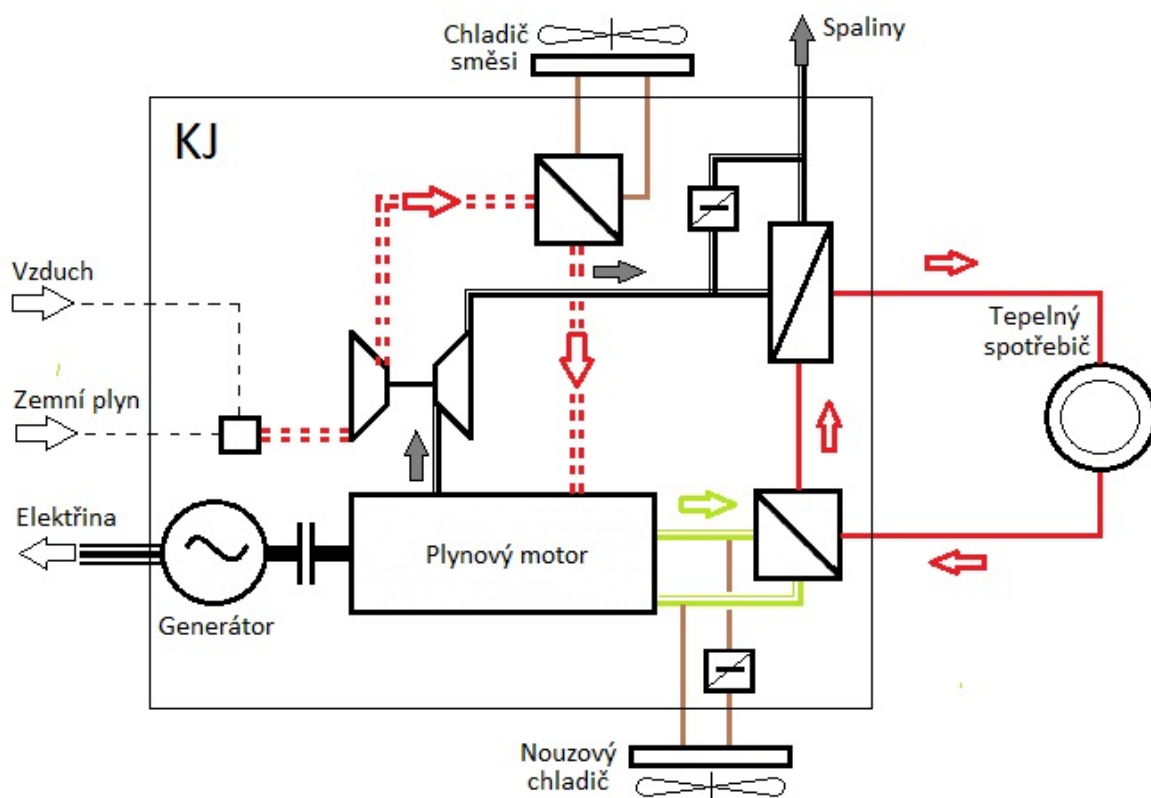 Chladič
směsi
Spaliny
KJ
Vzduch
Tepelný
spotřebič
Zemní plyn
Elektřina
Plynový motor
Generátor
Nouzový
chladič